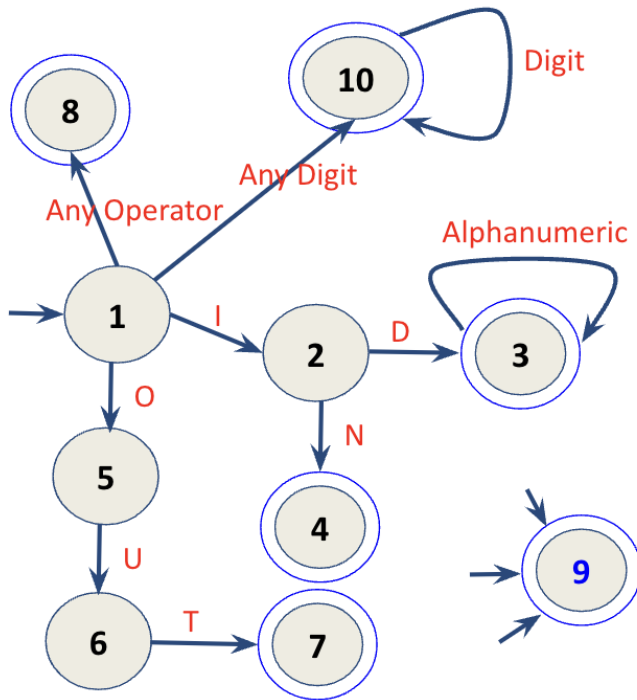 10
Digit
8
Any Digit
Any Operator
Alphanumeric
1
I
2
D
3
O
N
5
4
U
9
6
T
7